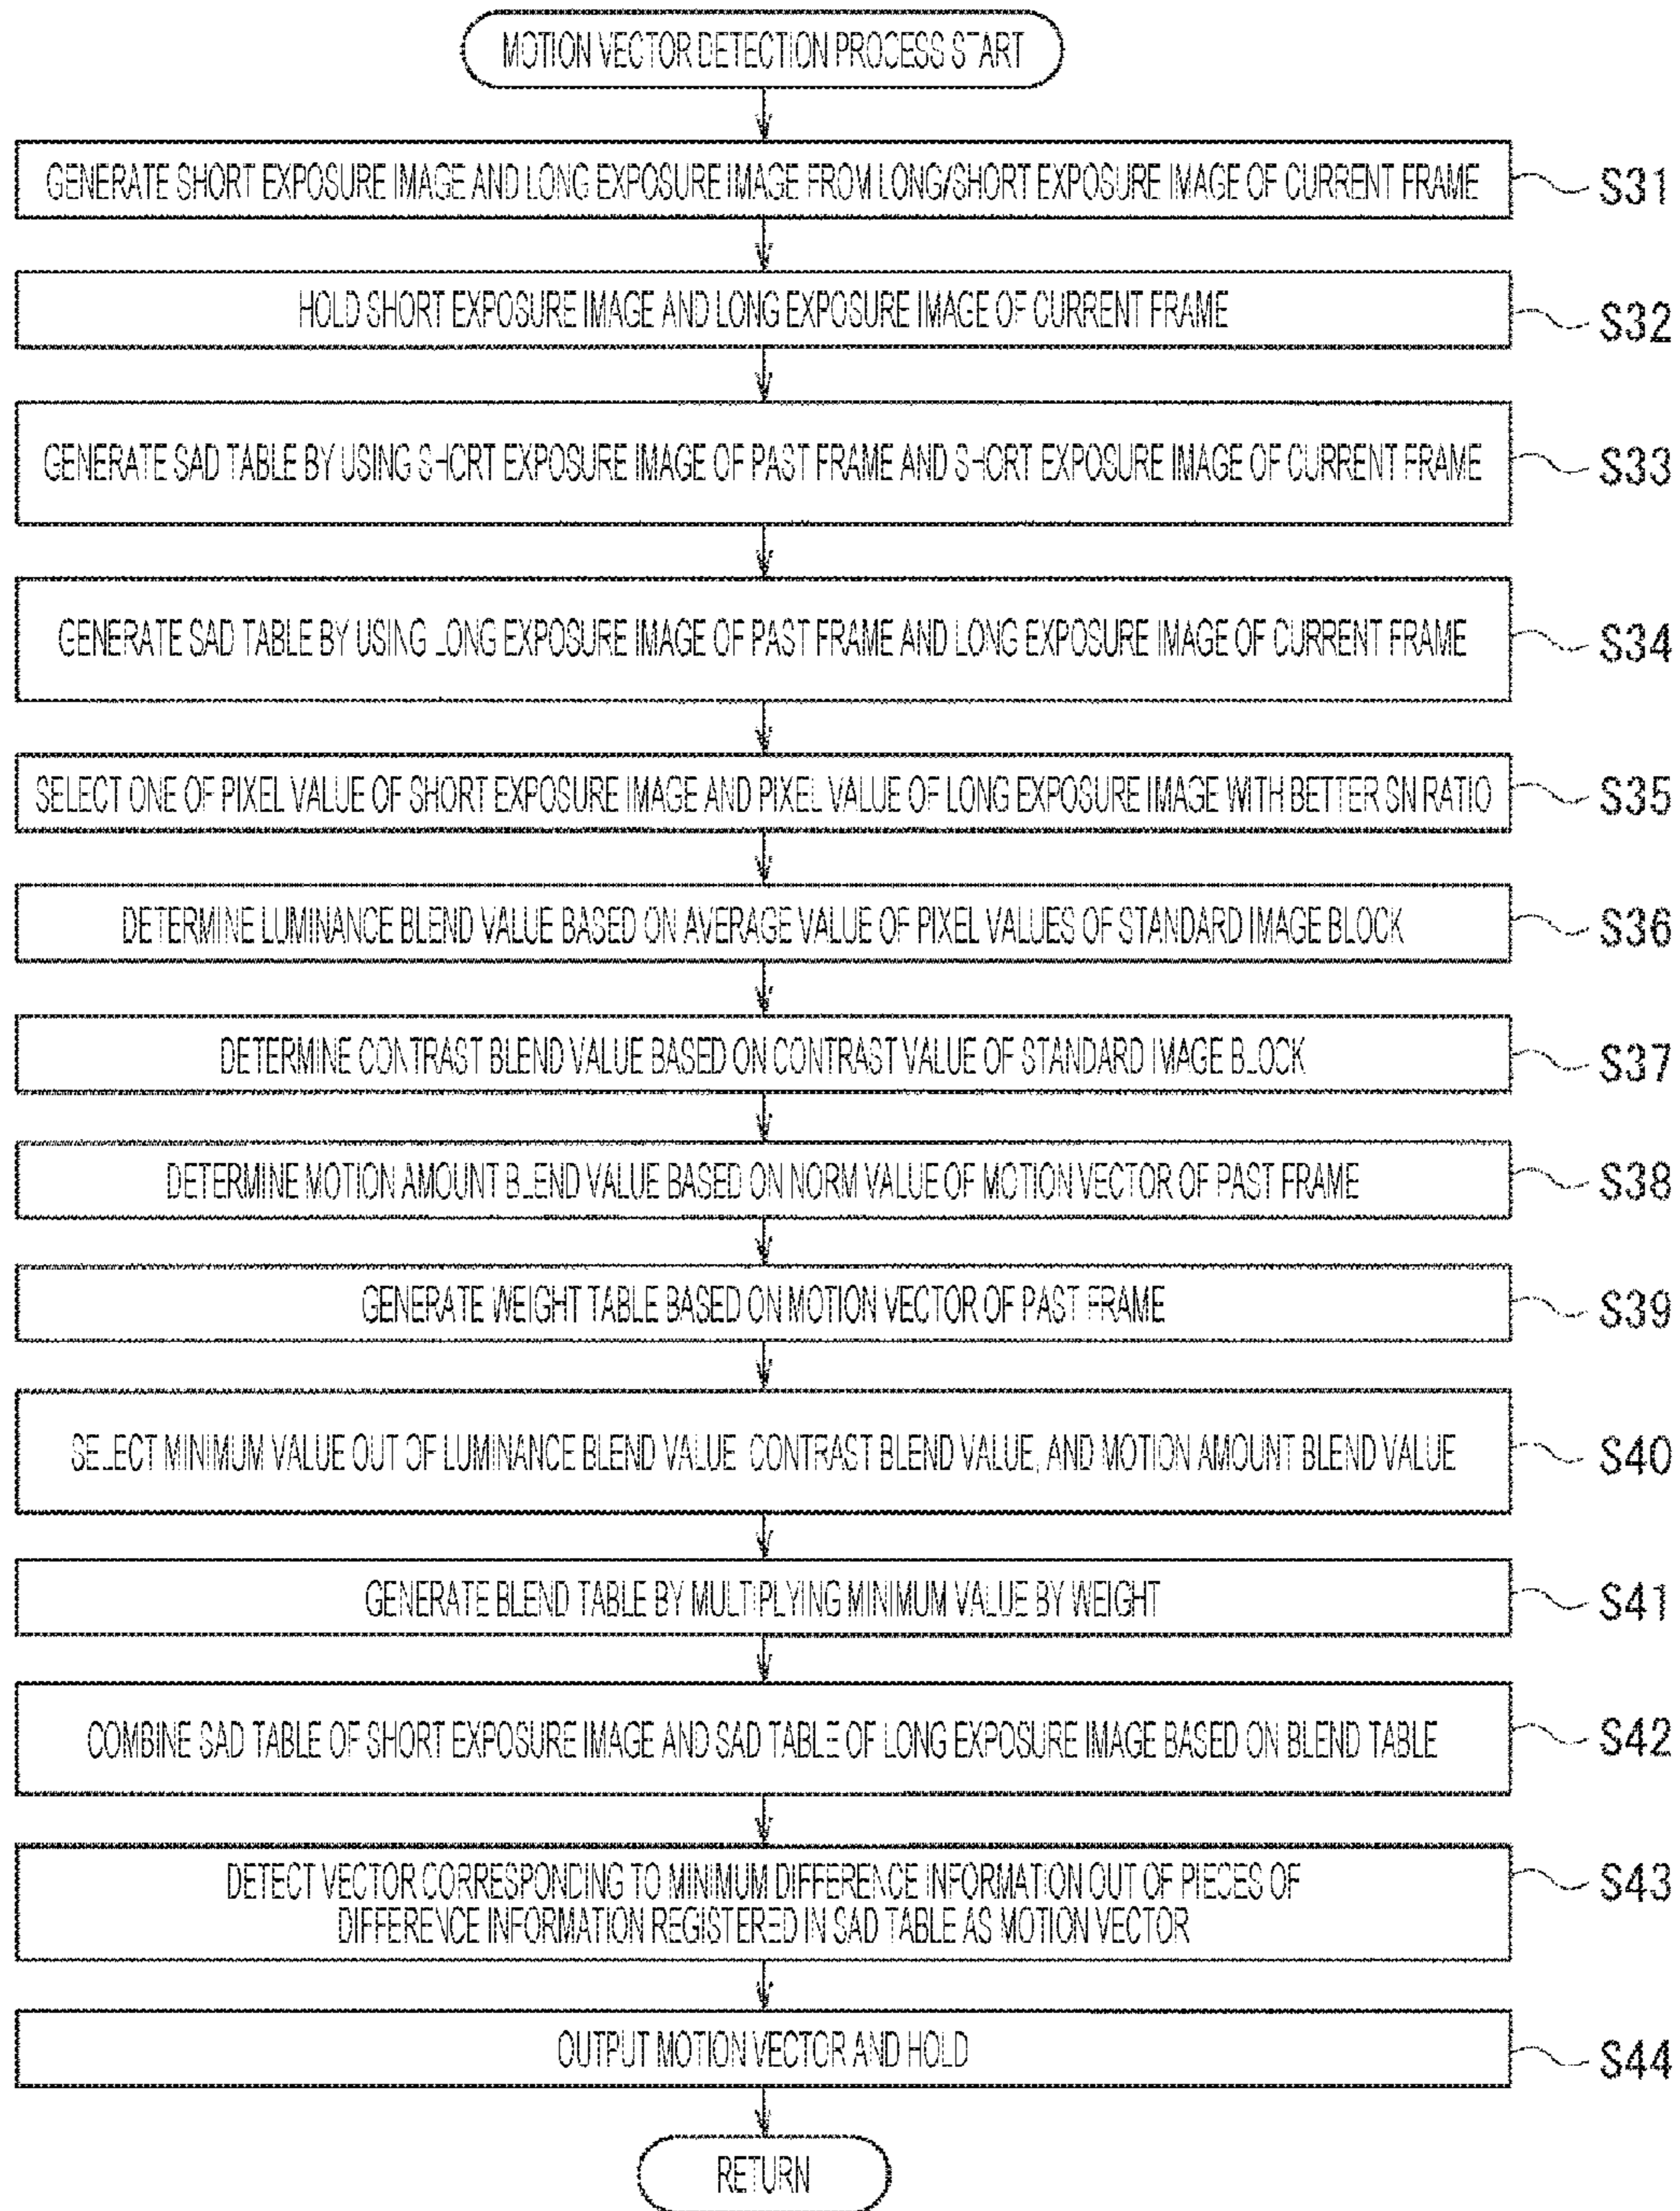 MOTION VECTOR DETECTION PROCESS START
GENERATE SHORT EXPOSURE IMAGE AND LONG EXPOSURE IMAGE FROM LONG/SHORT EXPOSURE IMAGE OF CURRENT FRAME
S31
HOLD SHORT EXPOSURE IMAGE AND LONG EXPOSURE IMAGE OF CURRENT FRAME
S32
GENERATE SAD TABLE BY USING SHORT EXPOSURE IMAGE OF PAST FRAME AND SHORT EXPOSURE IMAGE OF CURRENT FRAME
S33
GENERATE SAD TABLE BY USING LONG EXPOSURE IMAGE OF PAST FRAME AND LONG EXPOSURE IMAGE OF CURRENT FRAME
S34
SELECT ONE OF PIXEL VALUE OF SHORT EXPOSURE IMAGE AND PIXEL VALUE OF LONG EXPOSURE IMAGE WITH BETTER SN RATIO
S35
DETERMINE LUMINANCE BLEND VALUE BASED ON AVERAGE VALUE OF PIXEL VALUES OF STANDARD IMAGE BLOCK
S36
DETERMINE CONTRAST BLEND VALUE BASED ON CONTRAST VALUE OF STANDARD IMAGE BLOCK
S37
DETERMINE MOTION AMOUNT BLEND VALUE BASED ON NORM VALUE OF MOTION VECTOR OF PAST FRAME
S38
GENERATE WEIGHT TABLE BASED ON MOTION VECTOR OF PAST FRAME
S39
SELECT MINIMUM VALUE OUT OF LUMINANCE BLEND VALUE, CONTRAST BLEND VALUE, AND MOTION AMOUNT BLEND VALUE
S40
GENERATE BLEND TABLE BY MULTIPLYING MINIMUM VALUE BY WEIGHT
S41
COMBINE SAD TABLE OF SHORT EXPOSURE IMAGE AND SAD TABLE OF LONG EXPOSURE IMAGE BASED ON BLEND TABLE
S42
DETECT VECTOR CORRESPONDING TO MINIMUM DIFFERENCE INFORMATION OUT OF PIECES OF
DIFFERENCE INFORMATION REGISTERED IN SAD TABLE AS MOTION VECTOR
S43
OUTPUT MOTION VECTOR AND HOLD
S44
RETURN